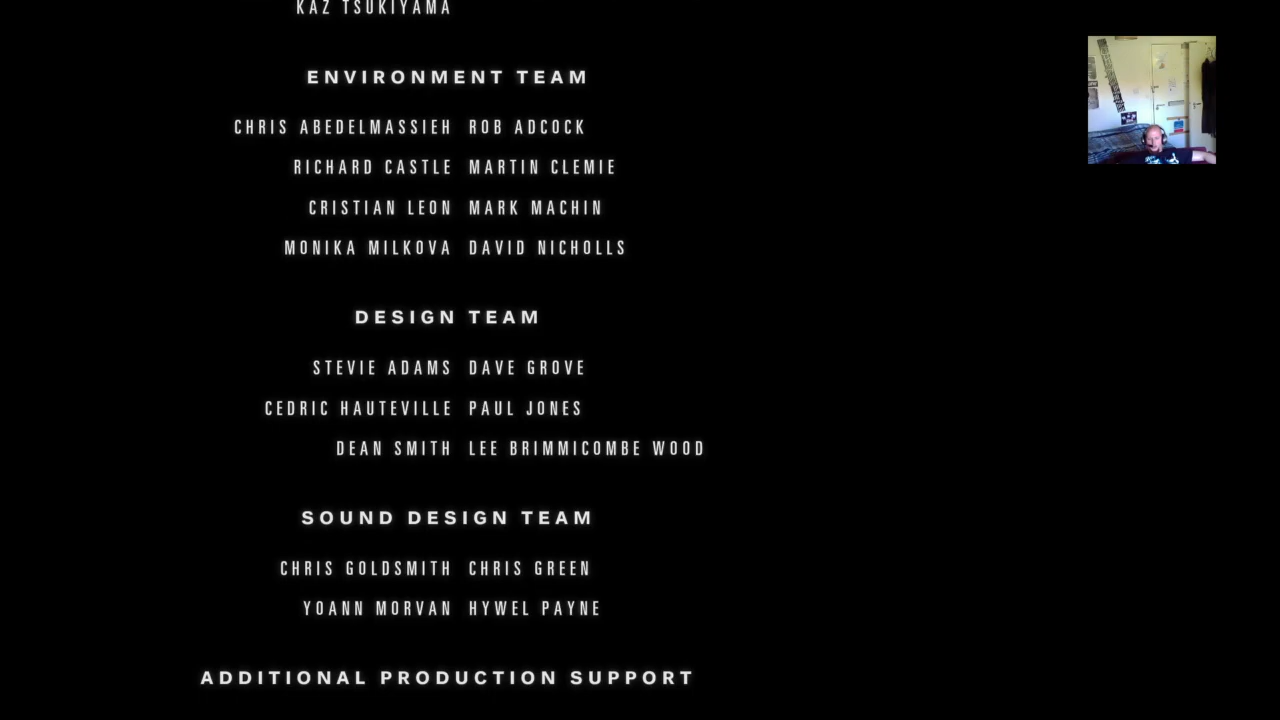 KAZ TSUKIYAMA
ENVIRONMENT TEAM
CHRIS ABEDELMASSIEH ROB ADCOCK
RICHARD CASTLE MARTIN CLEMIE
CRISTIAN LEON MARK MACHIN
MONIKA MILKOVA DAVID NICHOLLS
DESIGN TEAM
STEVIE ADAMS DAVE GROVE
CEDRIC HAUTEVILLE PAUL JONES
DEAN SMITH LEE BRIMMICOMBE WOOD
SOUND DESIGN TEAM
CHRIS GOLDSMITH CHRIS GREEN
YOANN MORVAN HYWEL PAYNE
ADDITIONAL PRODUCTION SUPPORT